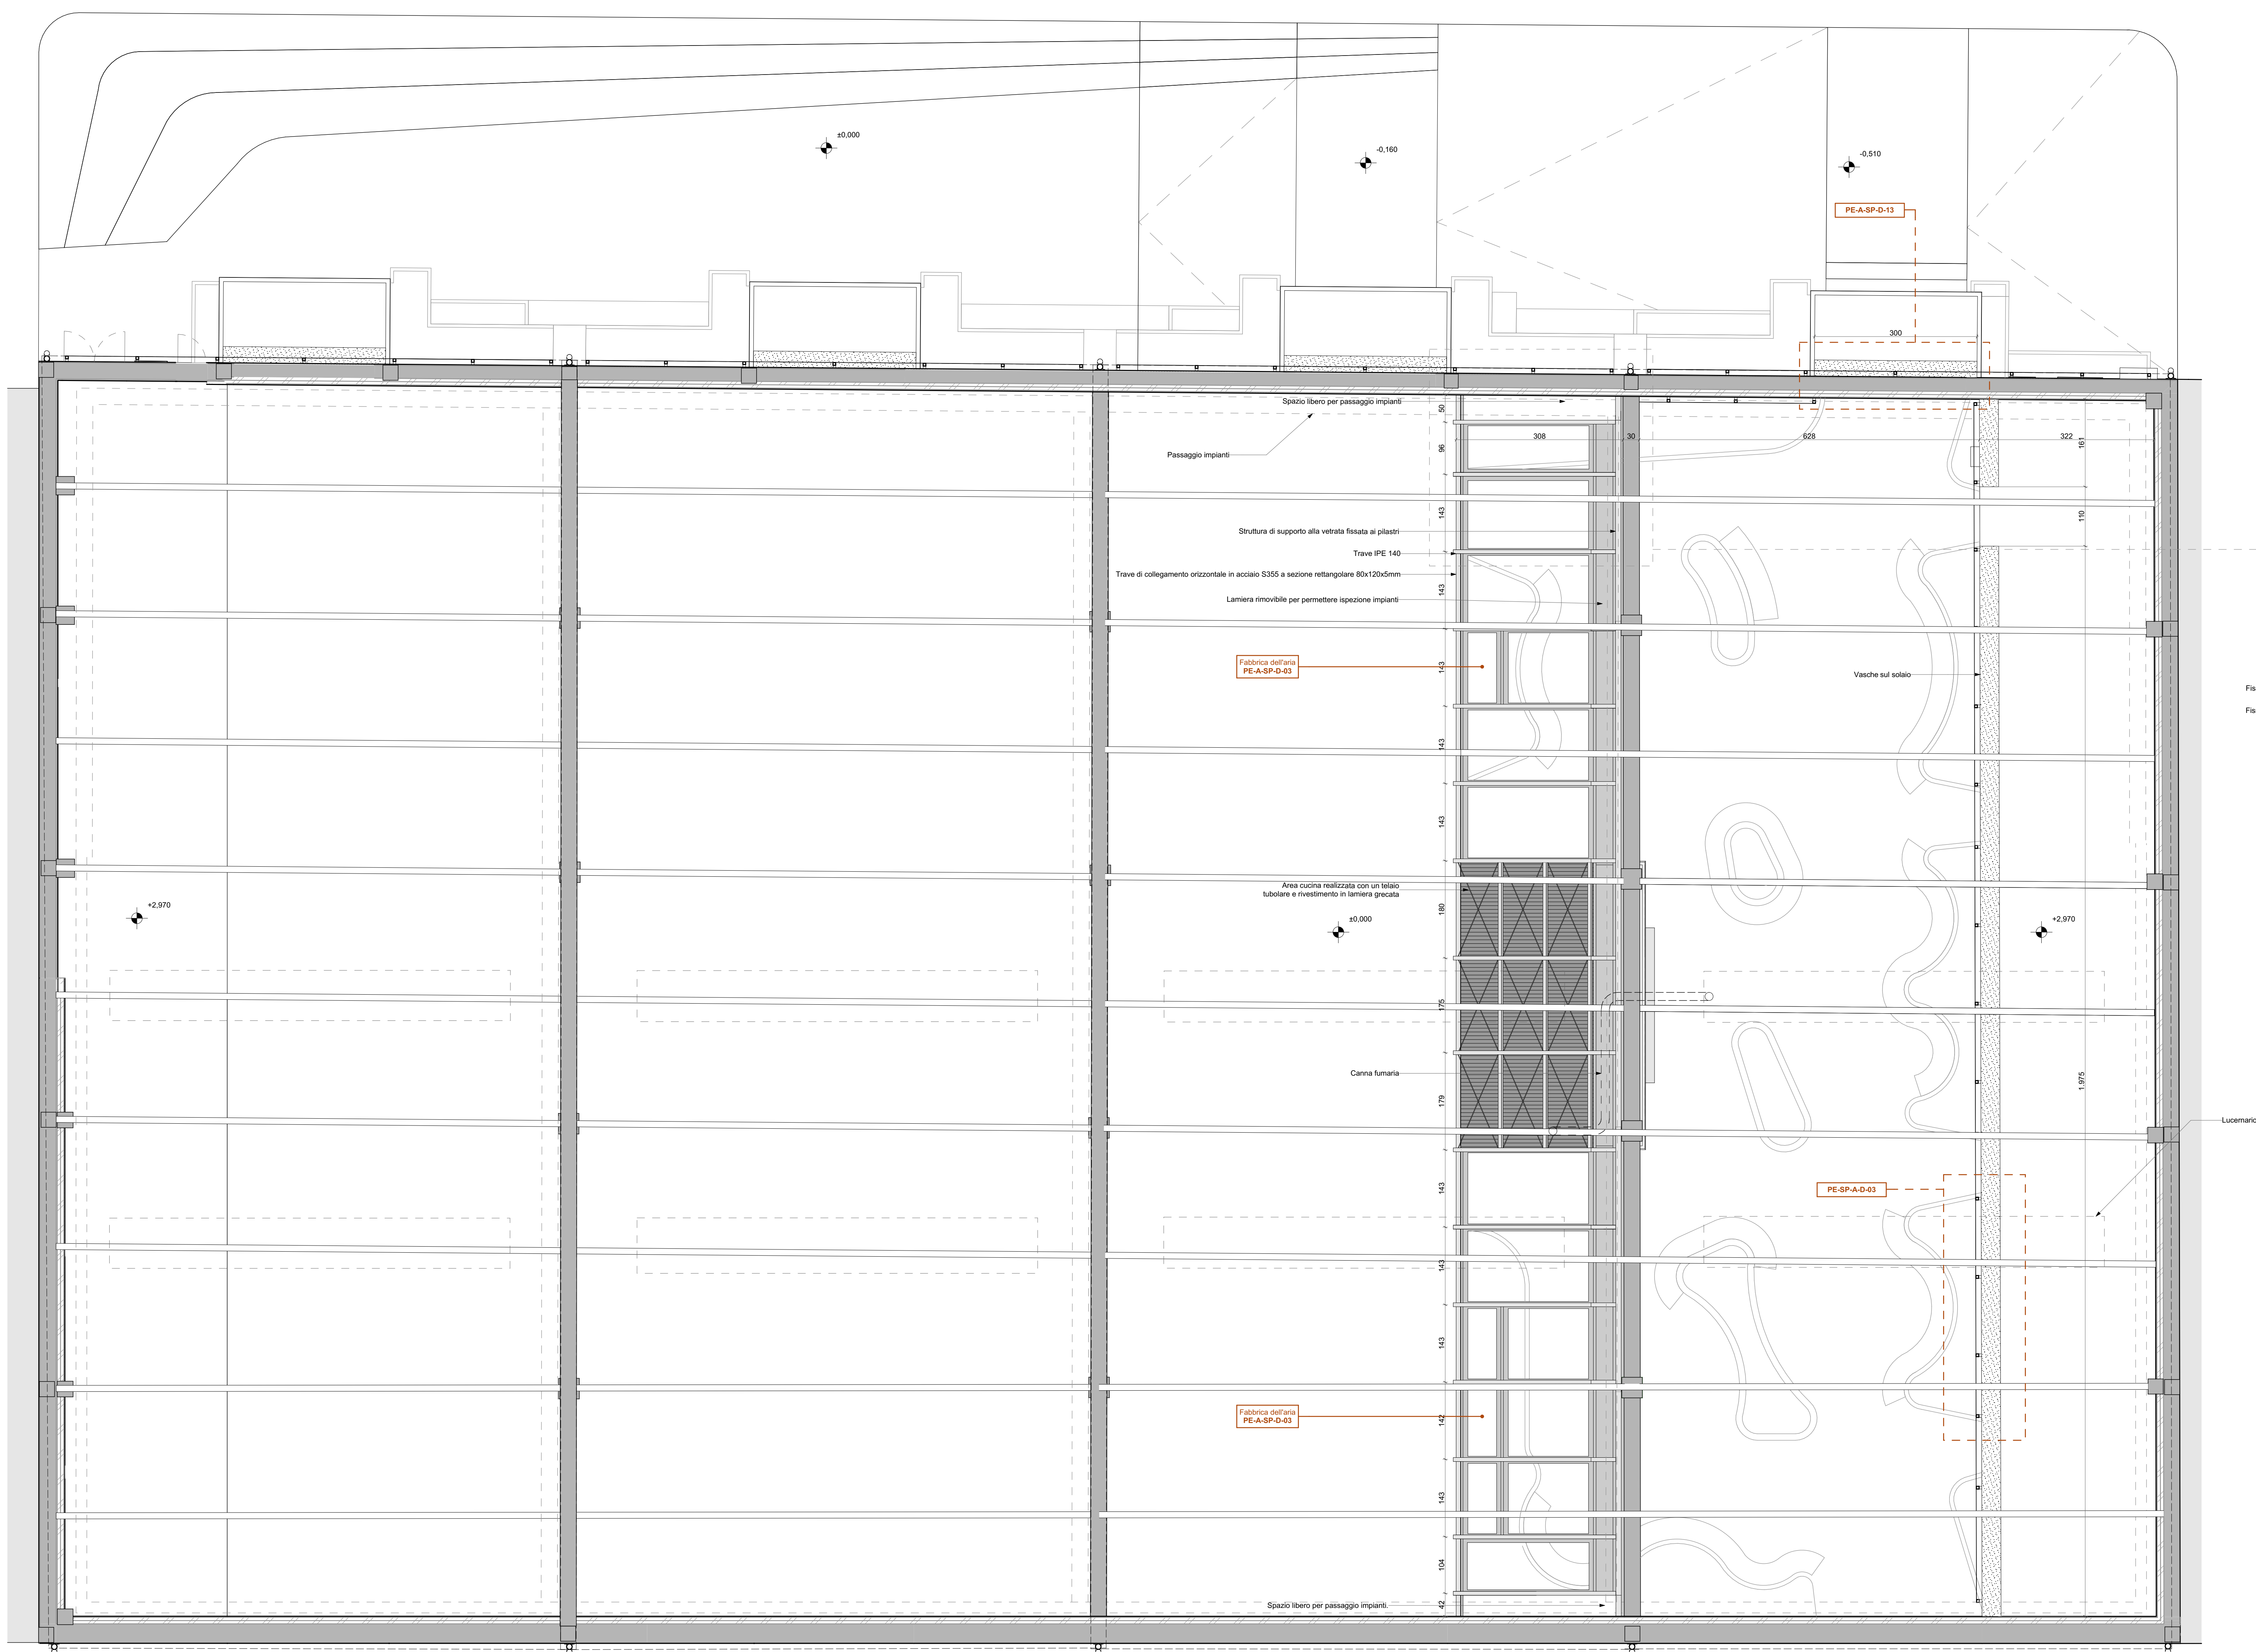 ±0,000
-0,160
-0,510
PE-A-SP-D-13
300
Spazio libero per passaggio impianti
50
308
30
628
322
161
96
Passaggio impianti
143
110
Struttura di supporto alla vetrata fissata ai pilastri
Trave IPE 140
Trave di collegamento orizzontale in acciaio S355 a sezione rettangolare 80x120x5mm
143
Lamiera rimovibile per permettere ispezione impianti
Fabbrica dell'aria
PE-A-SP-D-03
143
Vasche sul solaio
Fis
Fis
143
143
Area cucina realizzata con un telaio
tubolare e rivestimento in lamiera grecata
180
+2,970
±0,000
+2,970
175
Canna fumaria
1.975
179
Lucernario
143
PE-SP-A-D-03
143
143
Fabbrica dell'aria
PE-A-SP-D-03
142
143
104
Spazio libero per passaggio impianti.
42